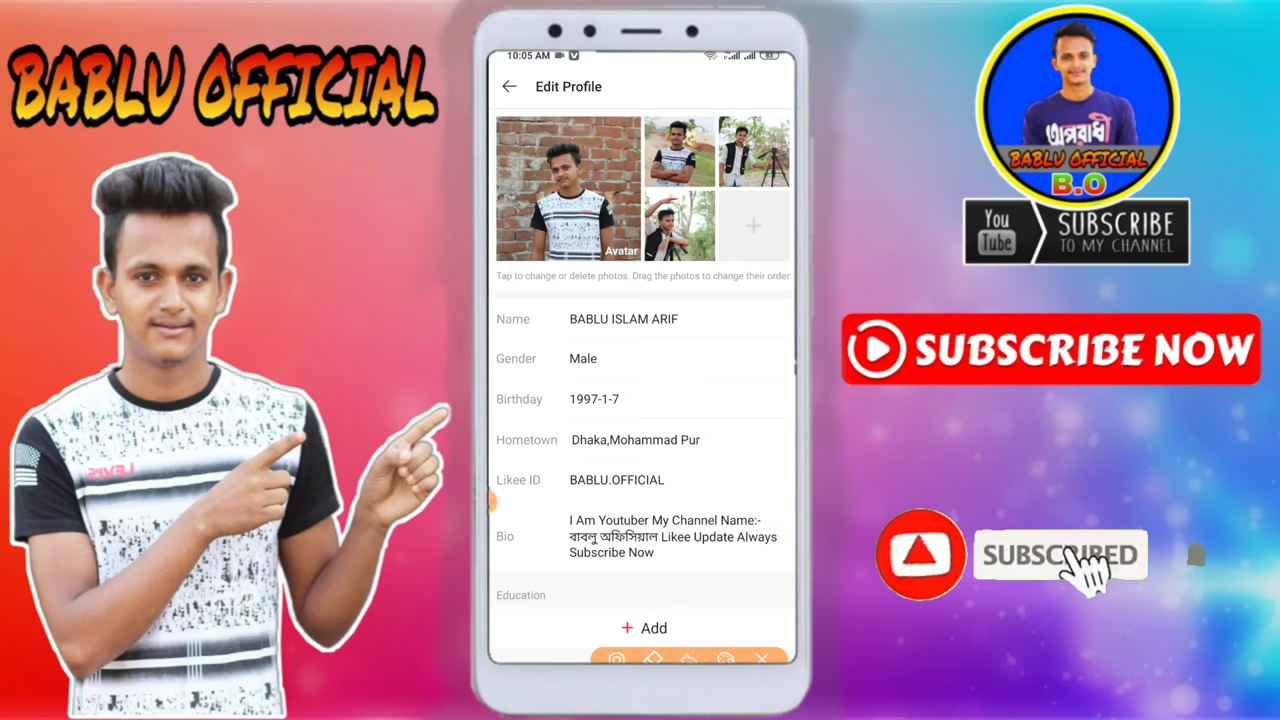 BABLU OFFICIAL
LEVI'S
10:05 AM
83
Edit Profile
Avatar
Tap to change or delete photos. Drag the photos to change their order.
Name BABLU ISLAM ARIF
Gender Male
Birthday 1997-1-7
Hometown Dhaka,Mohammad Pur
Likee ID BABLU.OFFICIAL
Bio I Am Youtuber My Channel Name:-
বাবলু অফিসিয়াল Likee Update Always
Subscribe Now
Education
+ Add
অপরাধী
BABLU OFFICIAL
B.O
You Tube SUBSCRIBE
TO MY CHANNEL
SUBSCRIBE NOW
SUBSCRIBED